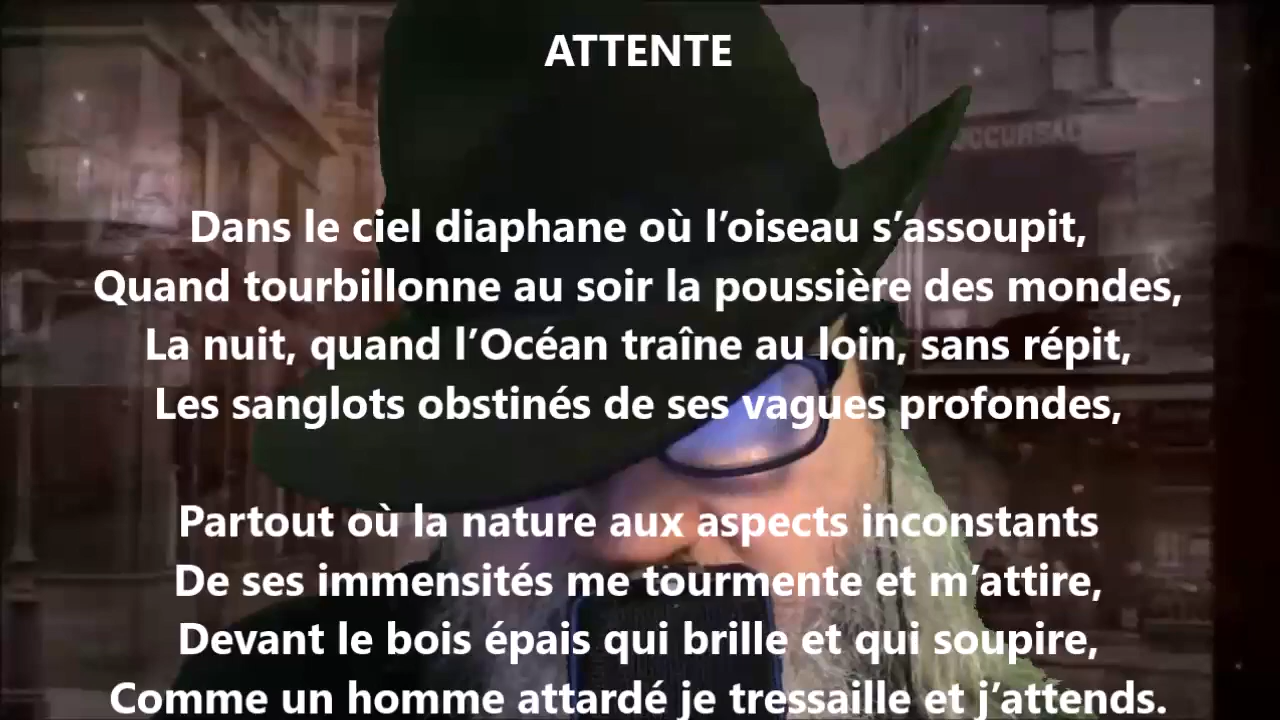 ATTENTE
Dans le ciel diaphane où l’oiseau s’assoupit,
Quand tourbillonne au soir la poussière des mondes,
La nuit, quand l’Océan traîne au loin, sans répit,
Les sanglots obstinés de ses vagues profondes,
Partout où la nature aux aspects inconstants
De ses immensités me tourmente et m’attire,
Devant le bois épais qui brille et qui soupire,
Comme un homme attardé je tressaille et j’attends.